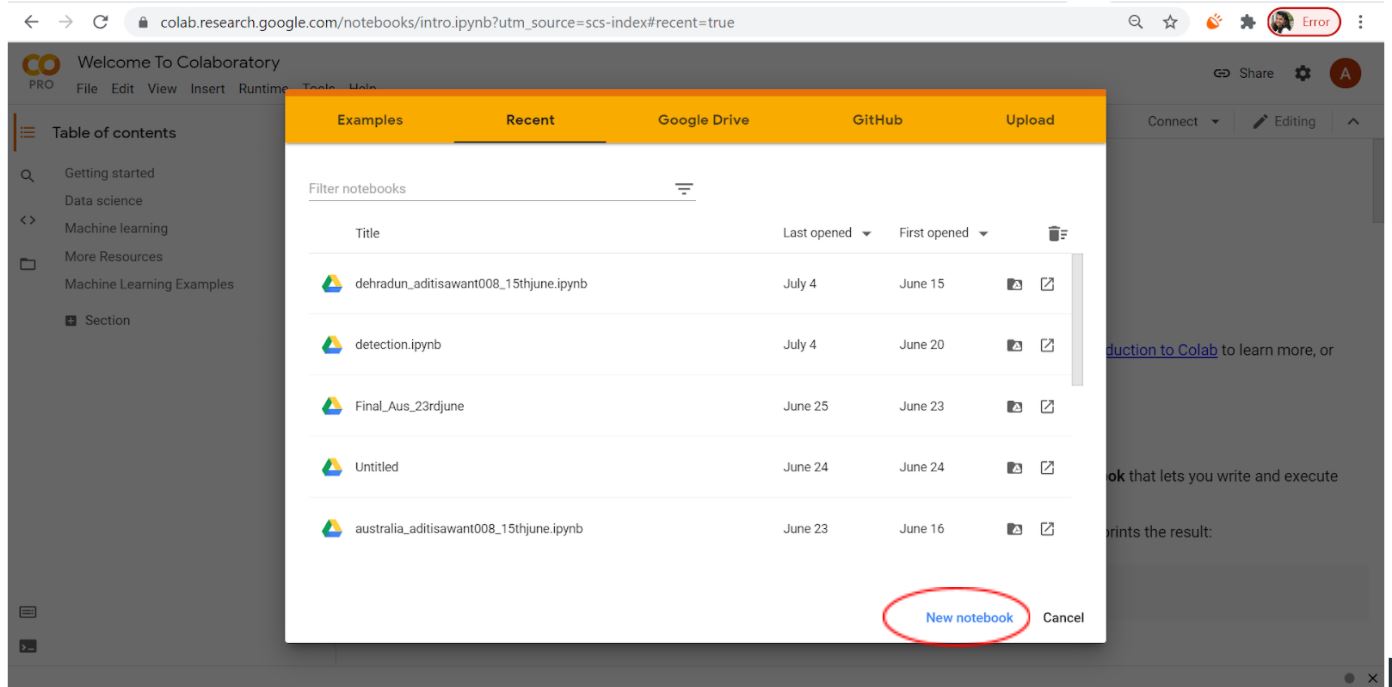 colab.research.google.com/notebooks/intro.ipynb?utm_source=scs-index#recent=true
Error
CO
PRO
Welcome To Colaboratory
File Edit View Insert Runtime Tools Help
Share
A
Examples Recent Google Drive GitHub Upload
Connect Editing
Table of contents
Getting started
Data science
Machine learning
More Resources
Machine Learning Examples
Section
Filter notebooks
Title Last opened First opened
dehradun_aditisawant008_15thjune.ipynb July 4 June 15
detection.ipynb July 4 June 20
duction to Colab to learn more, or
Final_Aus_23rdjune June 25 June 23
Untitled June 24 June 24
ok that lets you write and execute
australia_aditisawant008_15thjune.ipynb June 23 June 16
prints the result:
New notebook Cancel